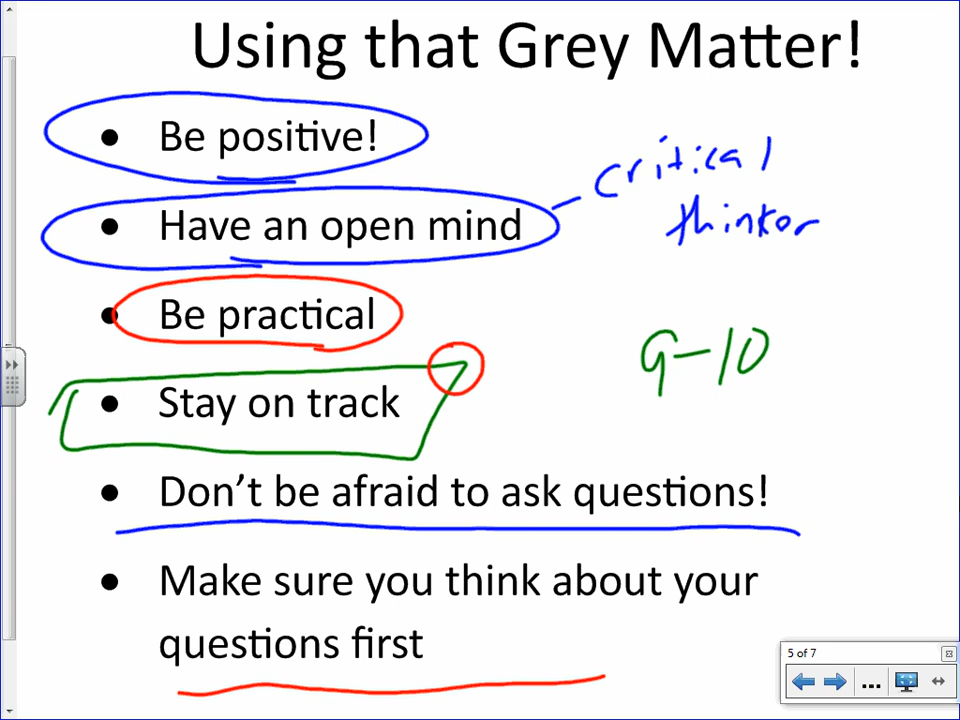 Using that Grey Matter!
• Be positive!
critical
• Have an open mind
thinker
• Be practical
9-10
• Stay on track
• Don't be afraid to ask questions!
• Make sure you think about your
questions first
5 of 7
...